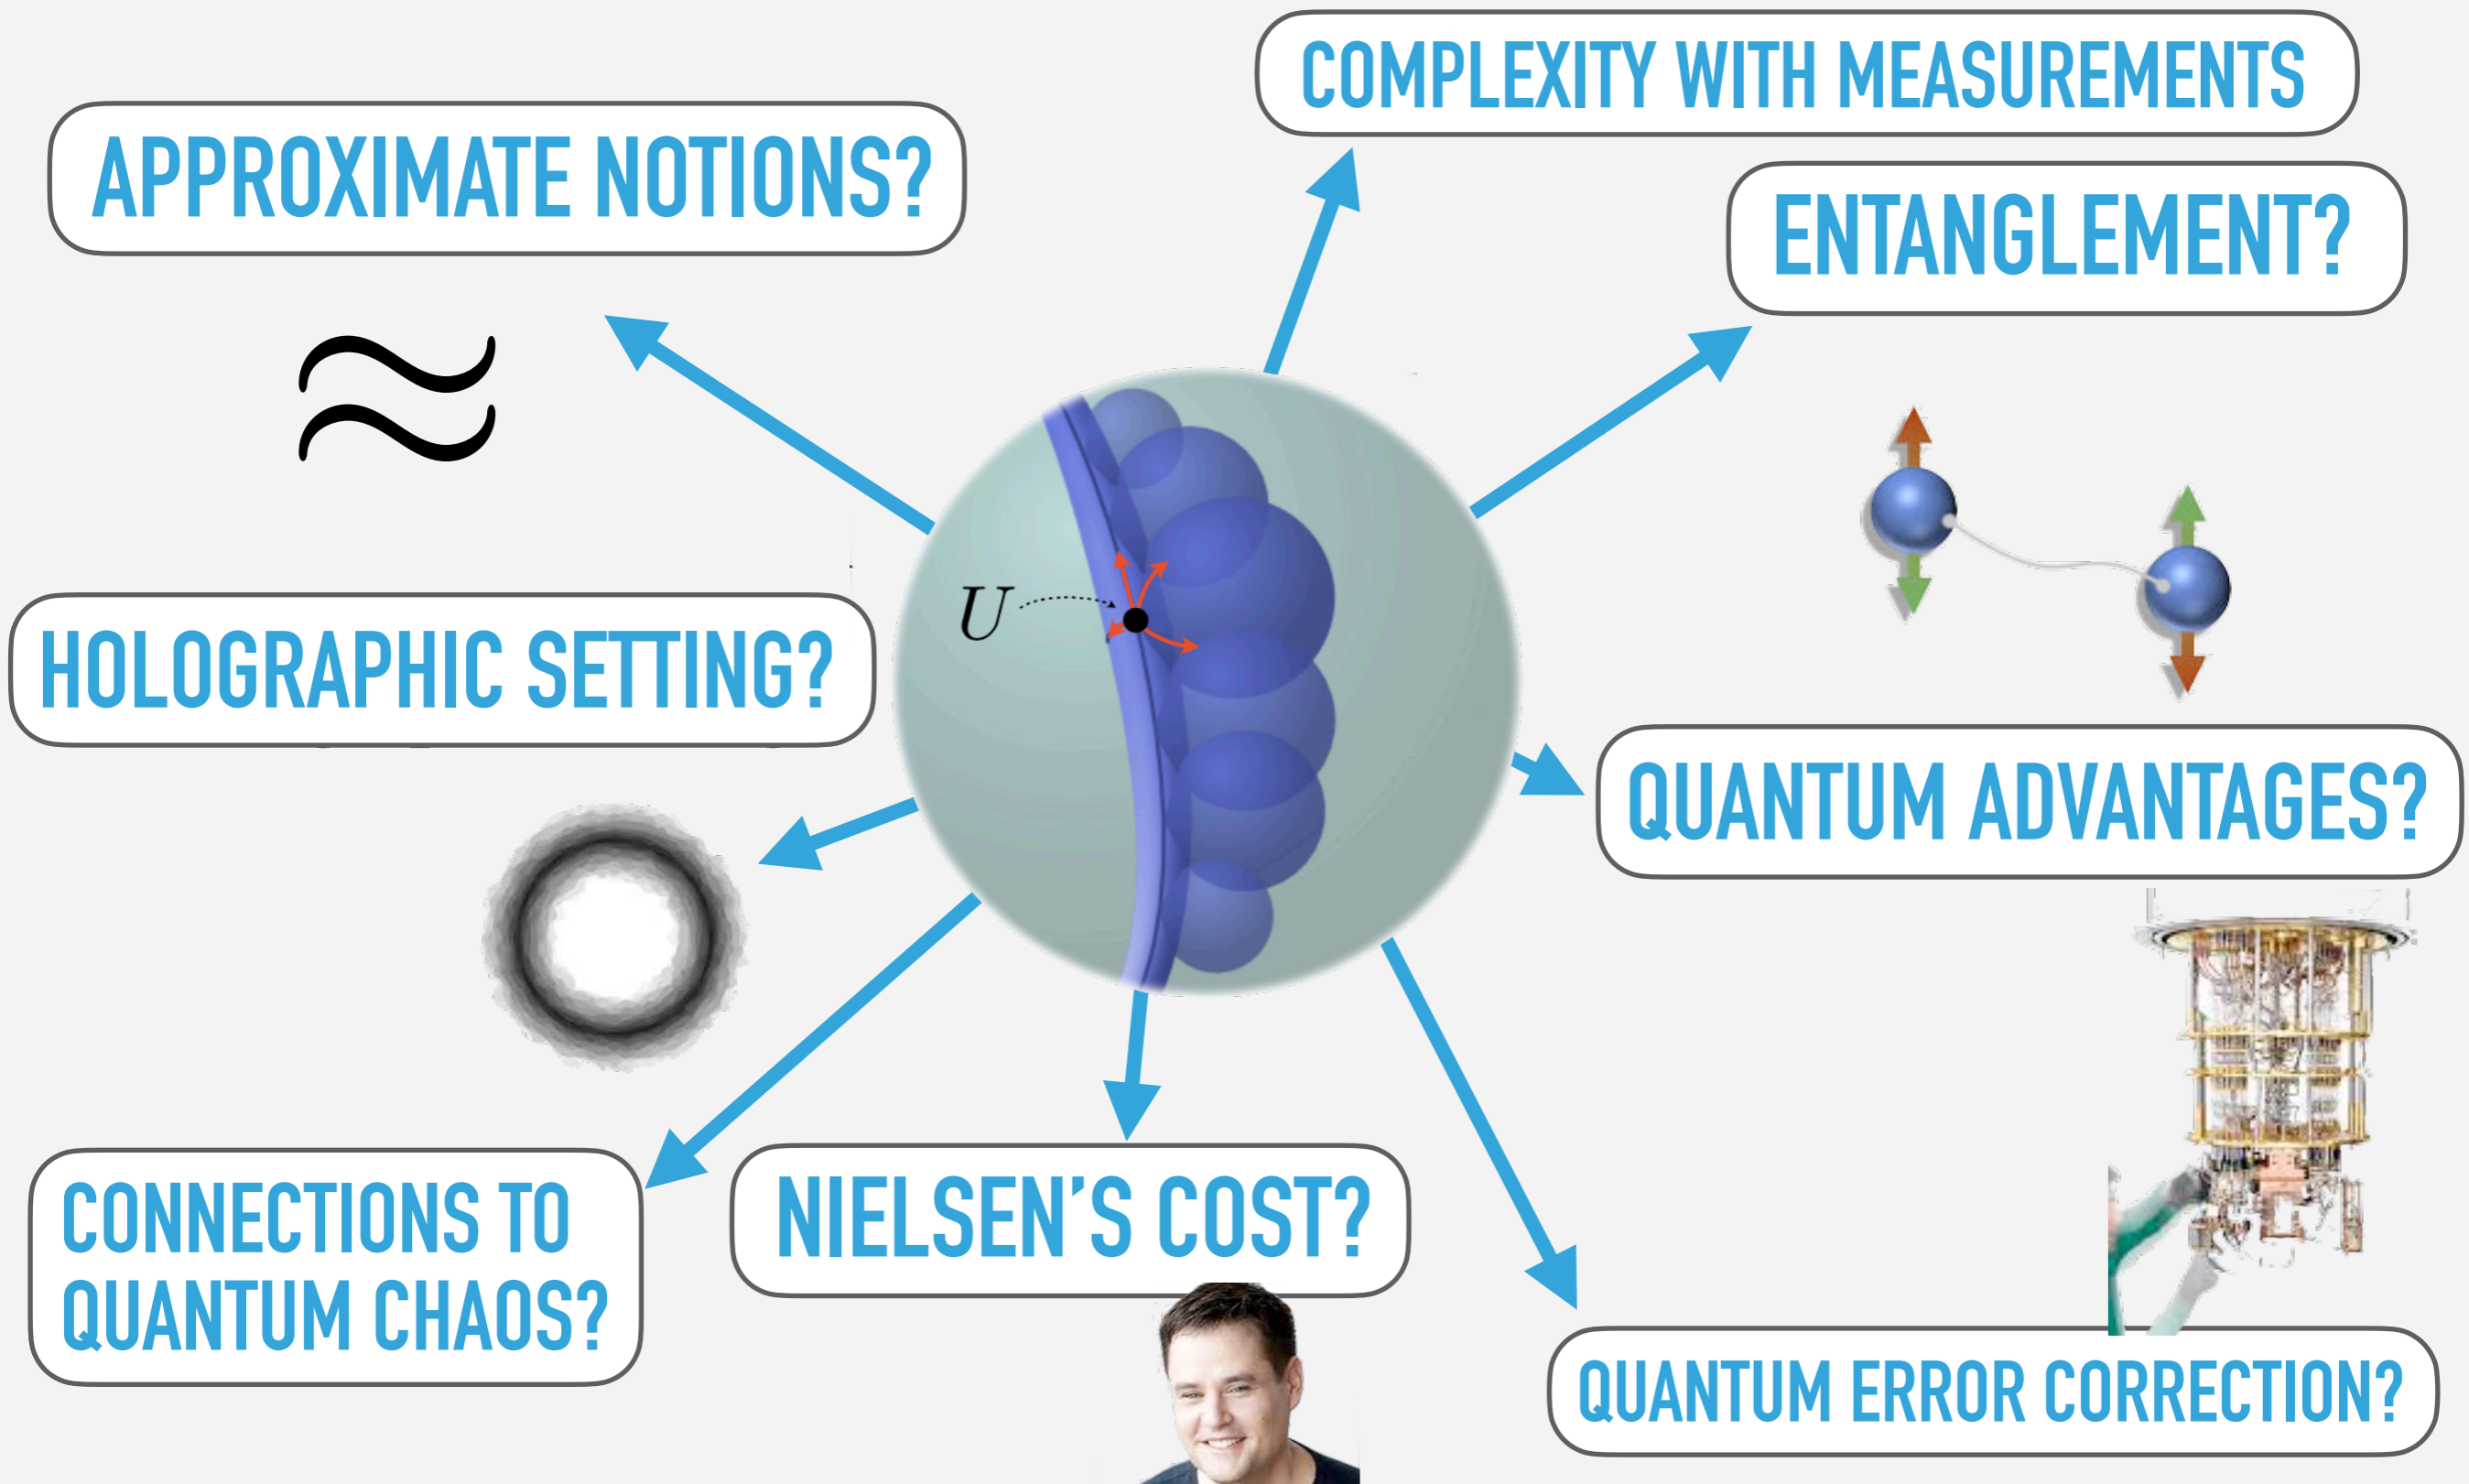 COMPLEXITY WITH MEASUREMENTS
APPROXIMATE NOTIONS?
ENTANGLEMENT?
≈
U
HOLOGRAPHIC SETTING?
QUANTUM ADVANTAGES?
CONNECTIONS TO
QUANTUM CHAOS?
NIELSEN’S COST?
QUANTUM ERROR CORRECTION?